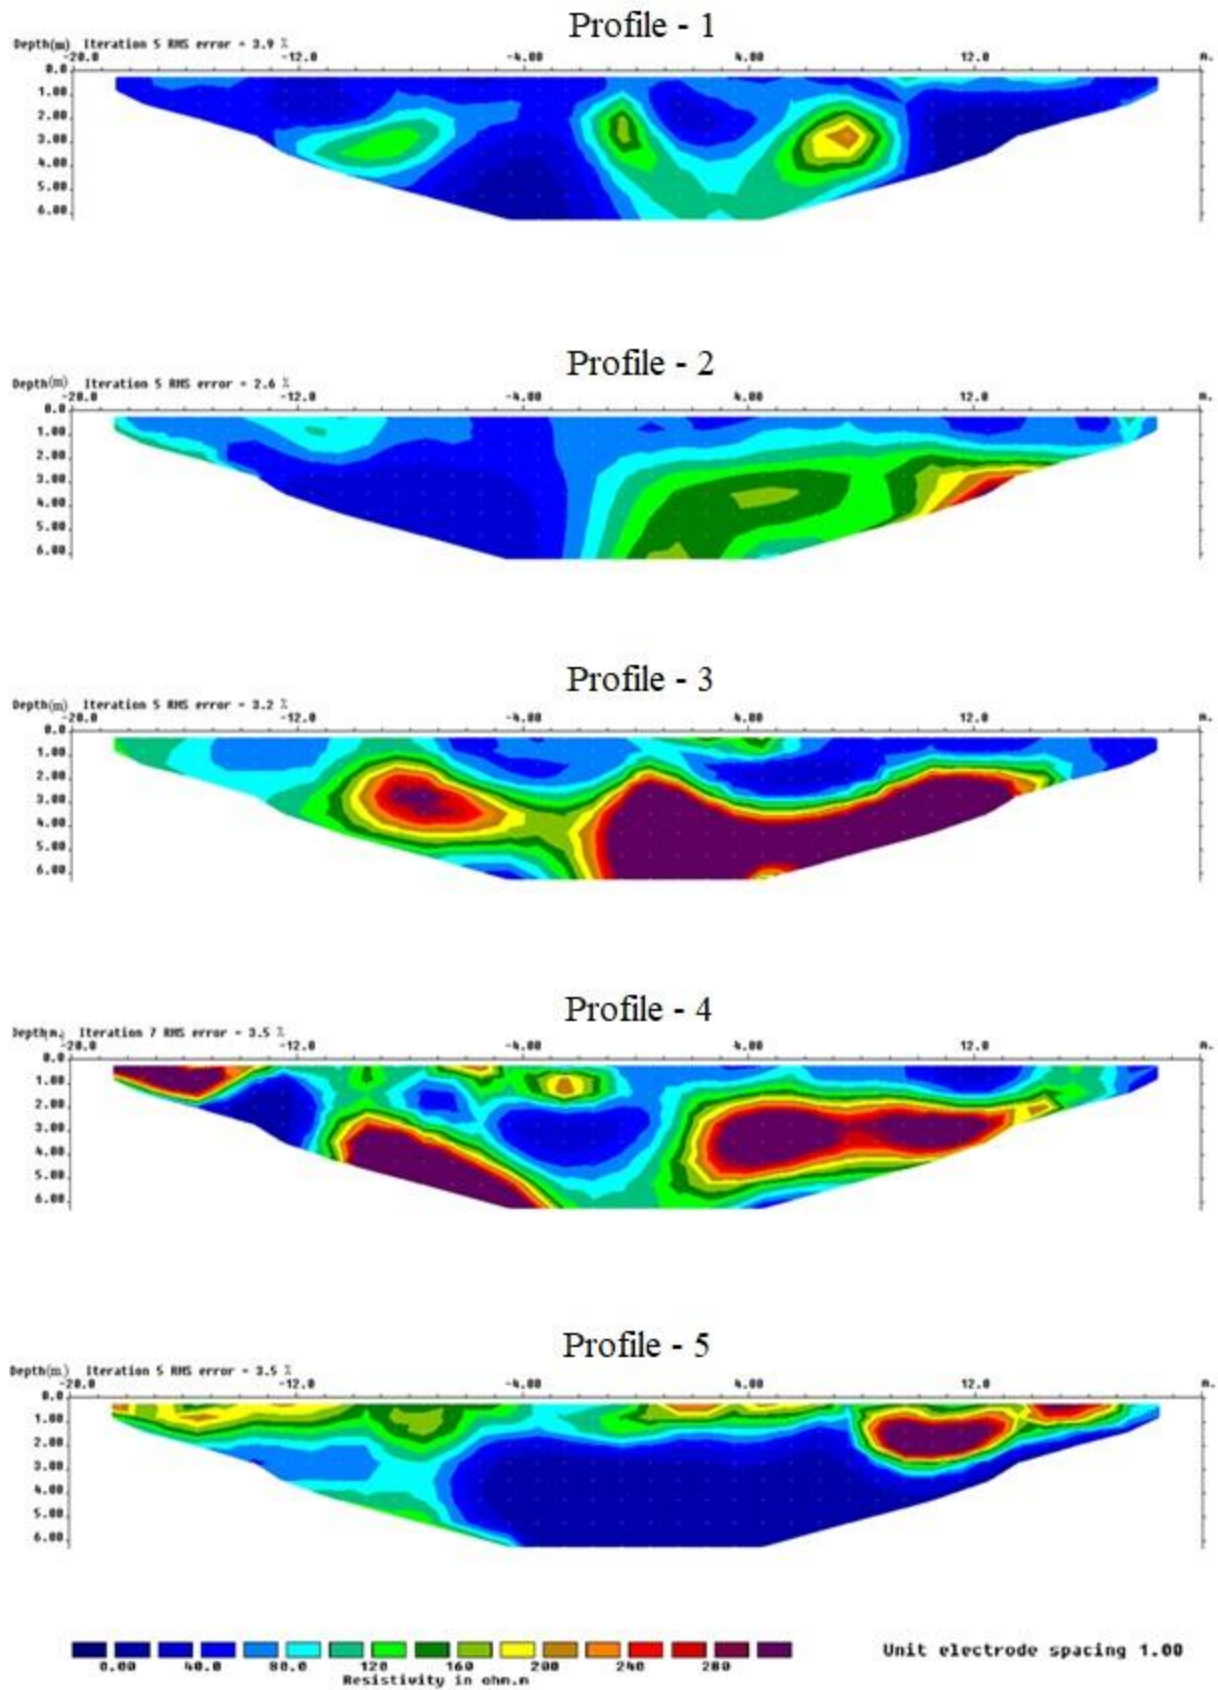 Profile - 1
Depth(m) Iteration 5 RMS error = 3.9 %
-20.0 -12.0 -4.00 4.00 12.0 m.
0.0
1.00
2.00
3.00
4.00
5.00
6.00
Profile - 2
Depth(m) Iteration 5 RMS error = 2.6 %
-20.0 -12.0 -4.00 4.00 12.0 m.
0.0
1.00
2.00
3.00
4.00
5.00
6.00
Profile - 3
Depth(m) Iteration 5 RMS error = 3.2 %
-20.0 -12.0 -4.00 4.00 12.0 m.
0.0
1.00
2.00
3.00
4.00
5.00
6.00
Profile - 4
Depth(m. Iteration 7 RMS error = 3.5 %
-20.0 -12.0 -4.00 4.00 12.0 m.
0.0
1.00
2.00
3.00
4.00
5.00
6.00
Profile - 5
Depth(m) Iteration 5 RMS error = 3.5 %
-20.0 -12.0 -4.00 4.00 12.0 m.
0.0
1.00
2.00
3.00
4.00
5.00
6.00
Unit electrode spacing 1.00
0.00 40.0 80.0 120 160 200 240 280
Resistivity in ohm.m